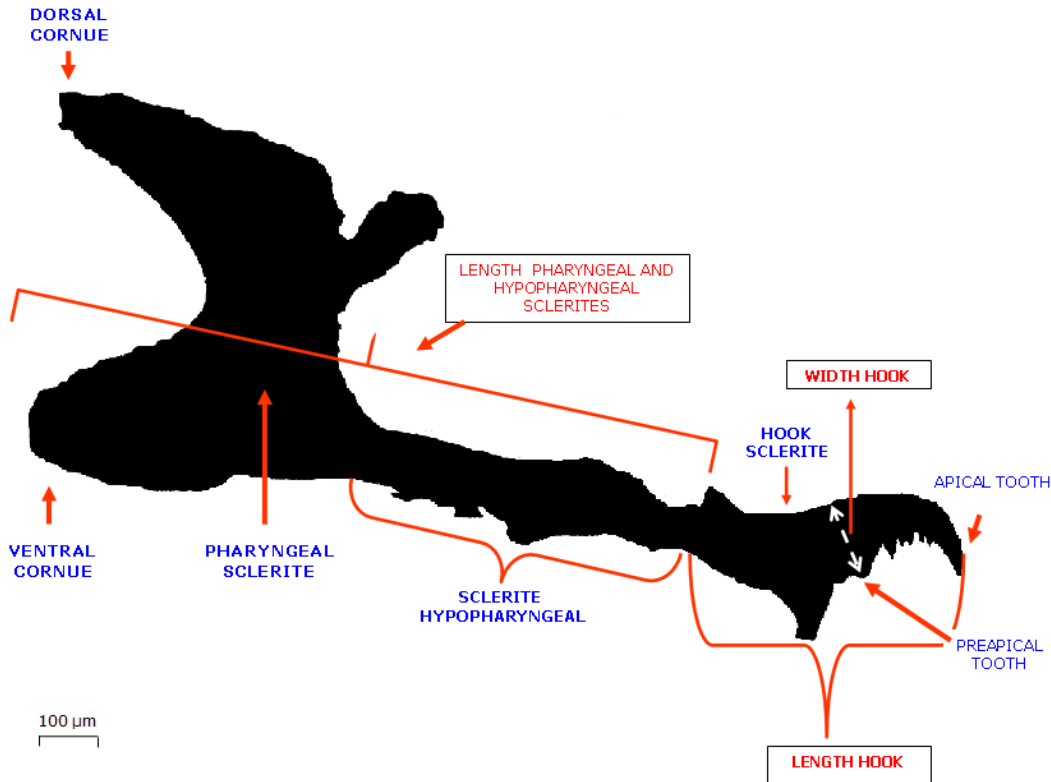 DORSAL
CORNUE
LENGTH PHARYNGEAL AND
HYPOPHARYNGEAL
SCLERITES
WIDTH HOOK
HOOK
SCLERITE
APICAL TOOTH
VENTRAL
CORNUE
PHARYNGEAL
SCLERITE
SCLERITE
HYPOPHARYNGEAL
PREAPICAL
TOOTH
100 µm
LENGTH HOOK